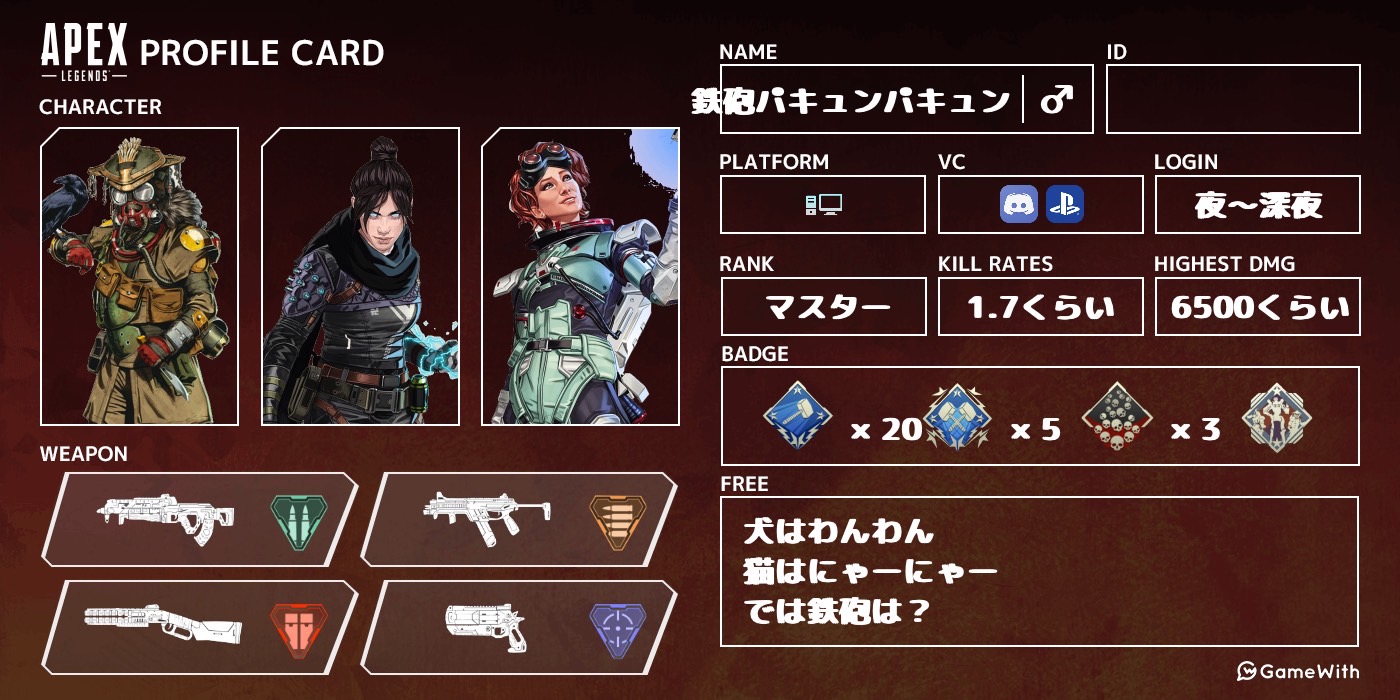 APEX LEGENDS PROFILE CARD
CHARACTER
WEAPON
NAME
鉄砲パキュンパキュン ♂
ID
PLATFORM
VC
LOGIN
夜～深夜
RANK
マスター
KILL RATES
1.7くらい
HIGHEST DMG
6500くらい
BADGE
x 20 x 5 x 3
FREE
犬はわんわん
猫はにゃーにゃー
では鉄砲は？
GameWith